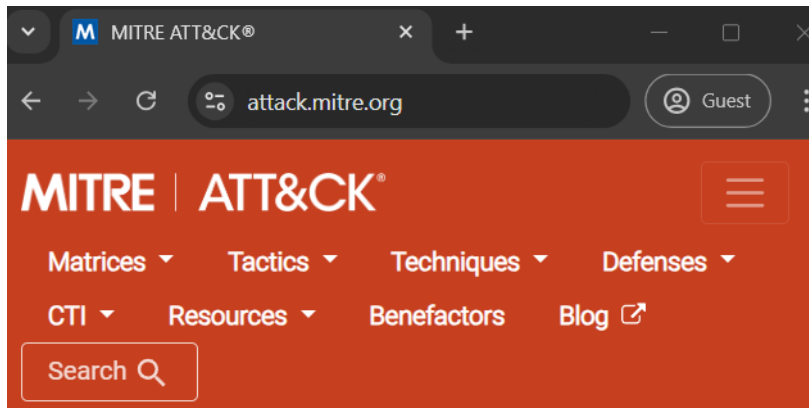 M MITRE ATT&CK®
attack.mitre.org Guest
MITRE | ATT&CK®
Matrices Tactics Techniques Defenses
CTI Resources Benefactors Blog
Search